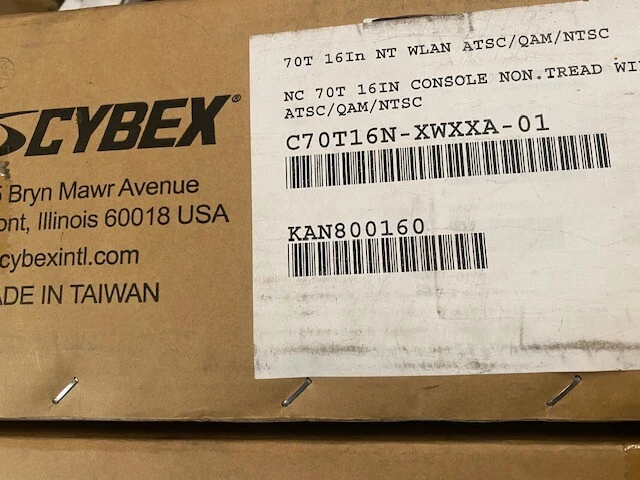 CYBEX®
Bryn Mawr Avenue
ont, Illinois 60018 USA
cybexintl.com
ADE IN TAIWAN
70T 16In NT WLAN ATSC/QAM/NTSC
NC 70T 16IN CONSOLE NON.TREAD WI
ATSC/QAM/NTSC
C70T16N-XWXXA-01
KAN800160